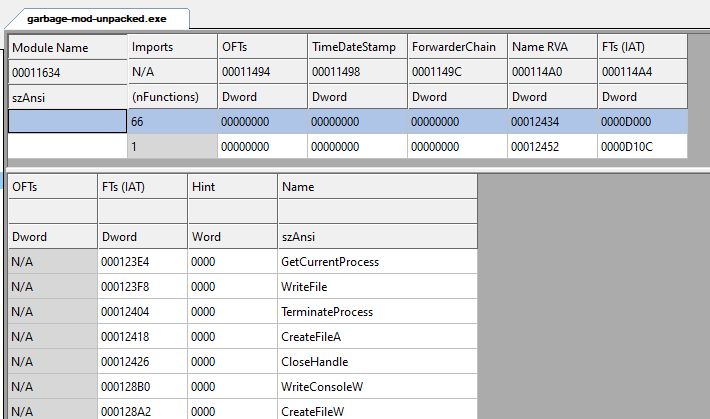 garbage-mod-unpacked.exe
Module Name Imports OFTs TimeDateStamp ForwarderChain Name RVA FTs (IAT)
00011634 N/A 00011494 00011498 0001149C 000114A0 000114A4
szAnsi (nFunctions) Dword Dword Dword Dword Dword
66 00000000 00000000 00000000 00012434 0000D000
1 00000000 00000000 00000000 00012452 0000D10C
OFTs FTs (IAT) Hint Name
Dword Dword Word szAnsi
N/A 000123E4 0000 GetCurrentProcess
N/A 000123F8 0000 WriteFile
N/A 00012404 0000 TerminateProcess
N/A 00012418 0000 CreateFileA
N/A 00012426 0000 CloseHandle
N/A 000128B0 0000 WriteConsoleW
N/A 000128A2 0000 CreateFileW